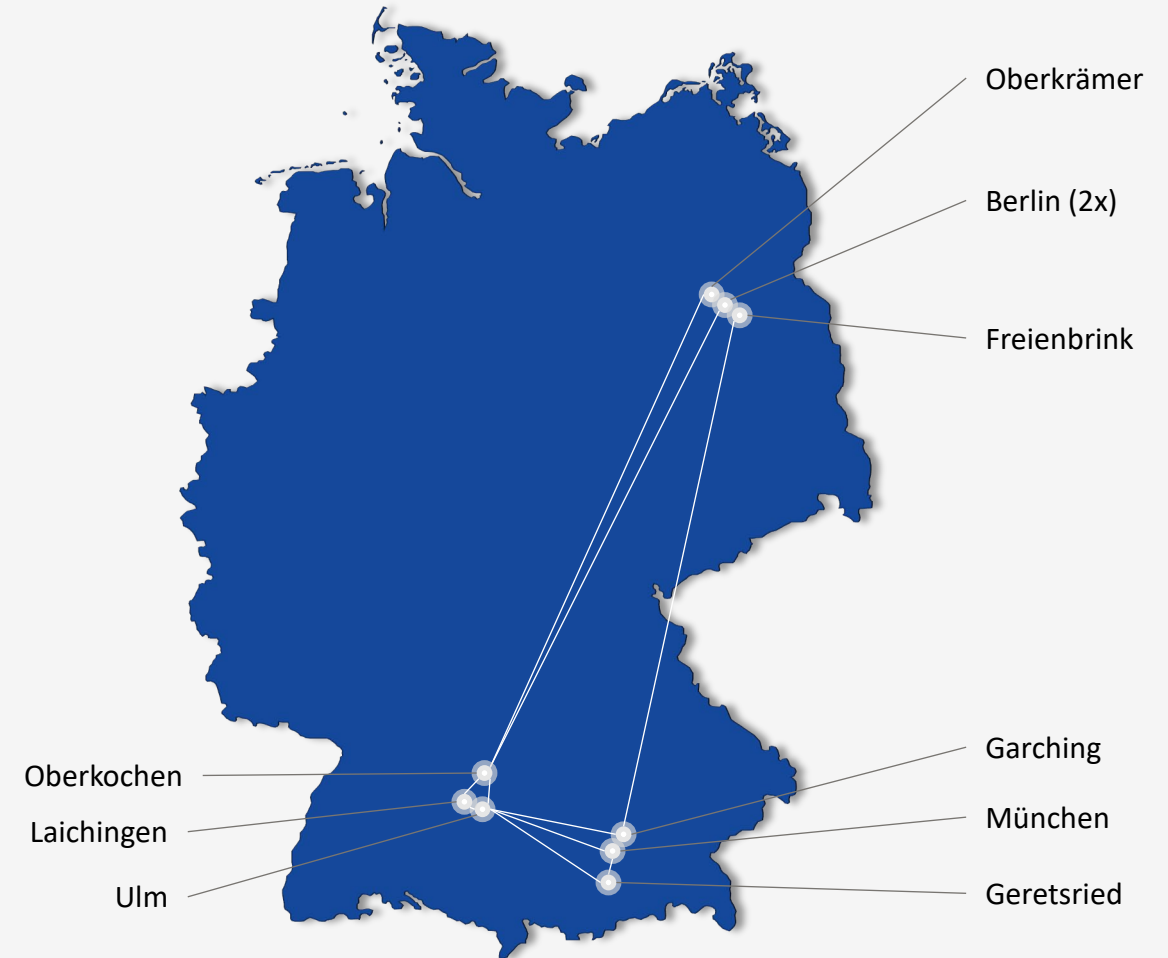 Oberkrämer
Berlin (2x)
Freienbrink
Oberkochen
Laichingen
Ulm
Garching
München
Geretsried